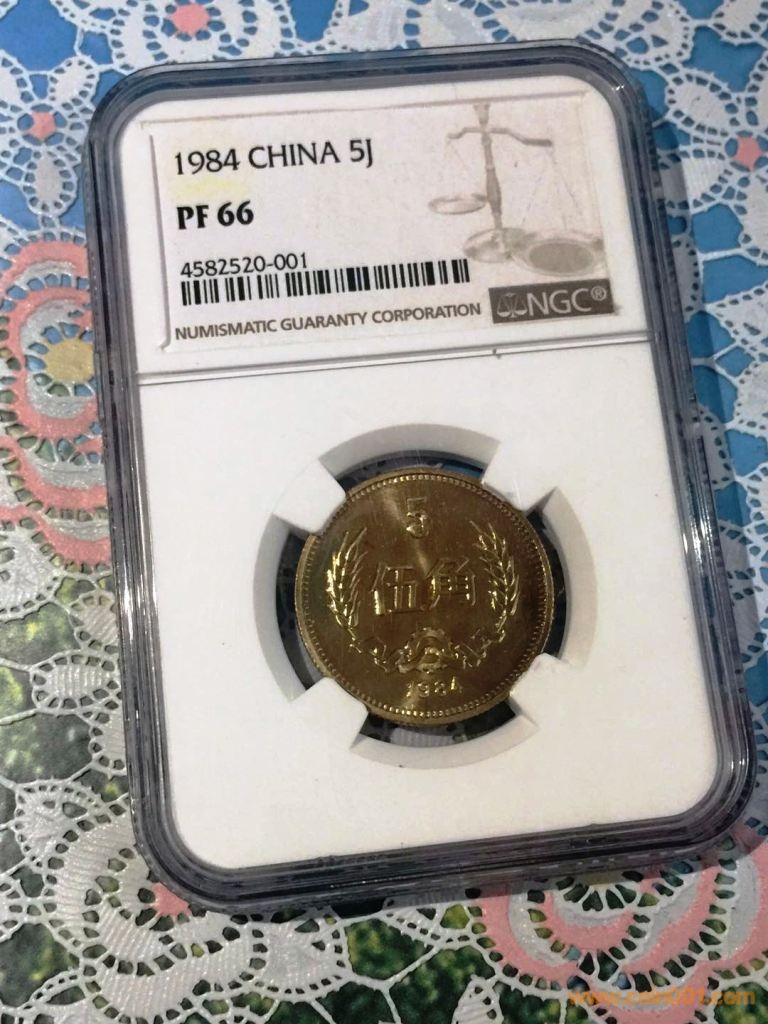 1984 CHINA 5J
PF 66
4582520-001
NUMISMATIC GUARANTY CORPORATION
NGC®
5
伍角
1984
www.coin001.com